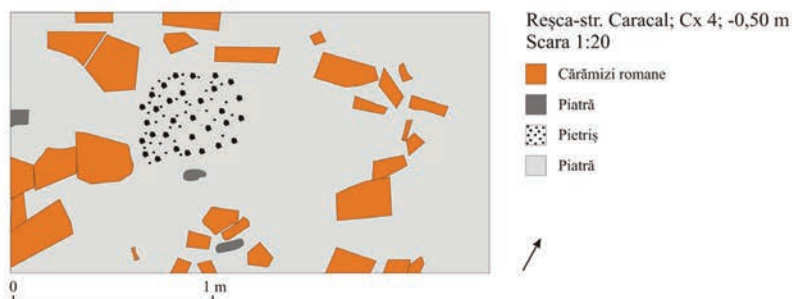 Reșca-str. Caracal; Cx 4; -0,50 m
Scara 1:20
Cărămizi romane
Piatră
Pietriș
Piatră
0
1 m